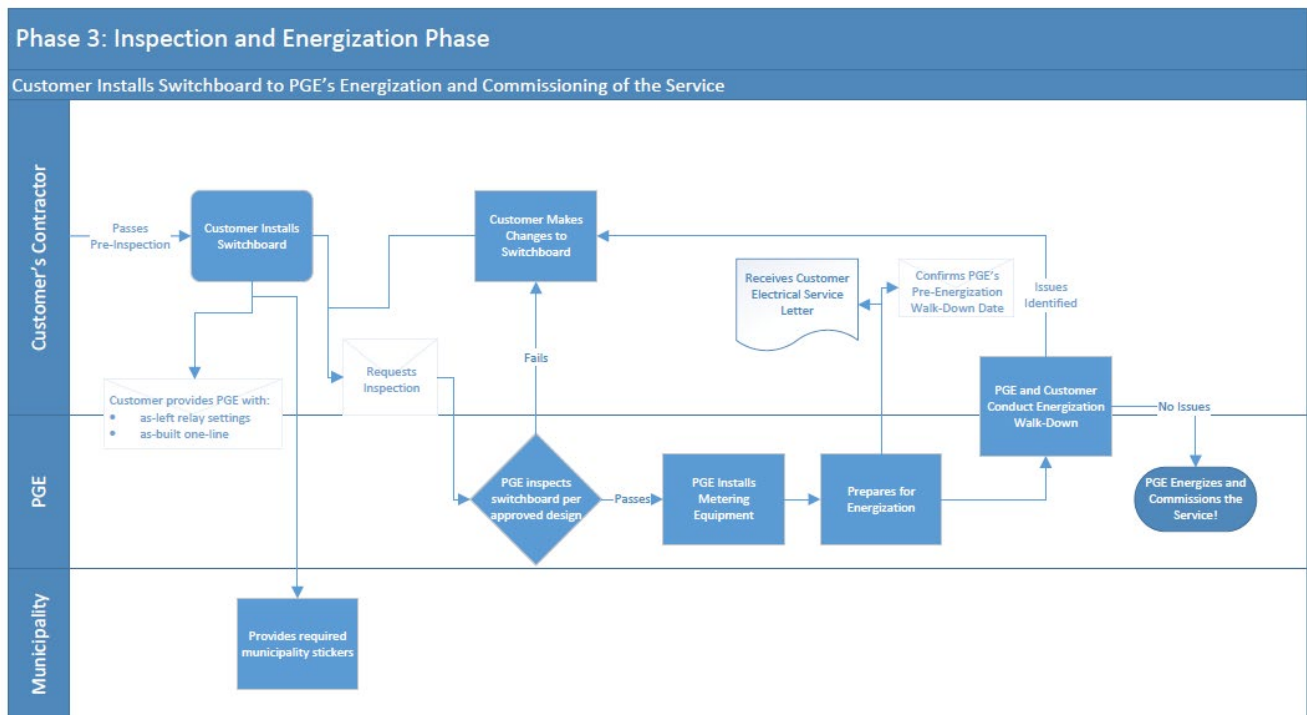 Phase 3: Inspection and Energization Phase
Customer Installs Switchboard to PGE's Energization and Commissioning of the Service
Customer's Contractor
Passes
Pre-Inspection
Customer Installs
Switchboard
Customer Makes
Changes to
Switchboard
Receives Customer
Electrical Service
Letter
Confirms PGE's
Pre-Energization
Walk-Down Date
Issues
Identified
Requests
Inspection
Fails
Customer provides PGE with:
• as-left relay settings
• as-built one-line
PGE and Customer
Conduct Energization
Walk-Down
No Issues
PGE
PGE inspects
switchboard per
approved design
Passes
PGE Installs
Metering
Equipment
Prepares for
Energization
PGE Energizes and
Commissions the
Service!
Municipality
Provides required
municipality stickers